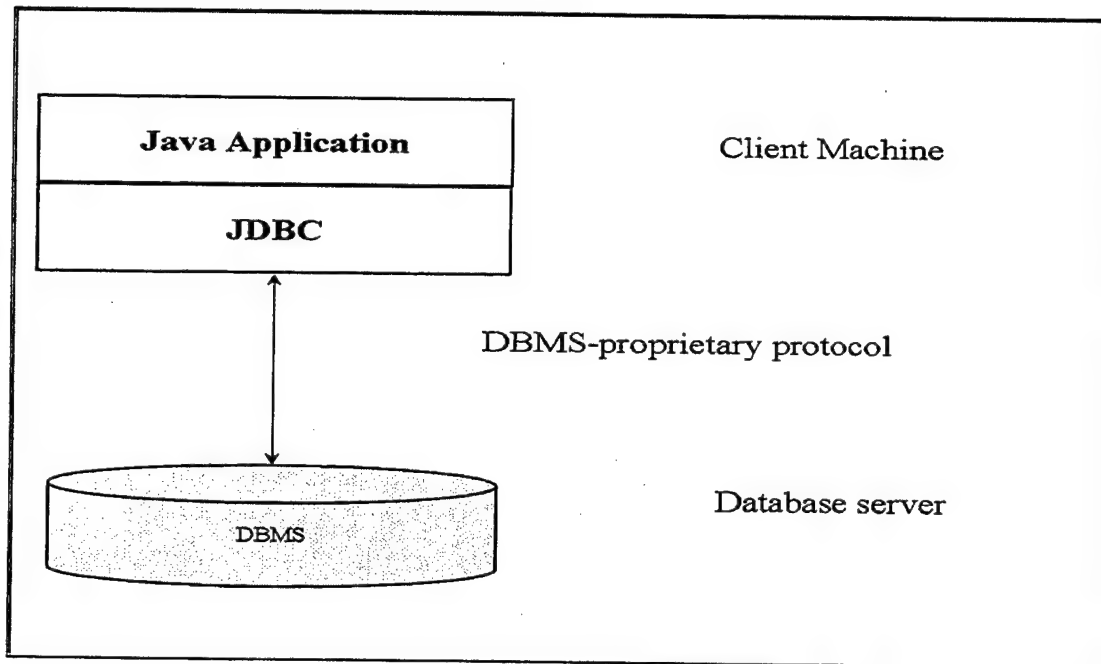 Java Application
Client Machine
JDBC
DBMS-proprietary protocol
Database server
DBMS